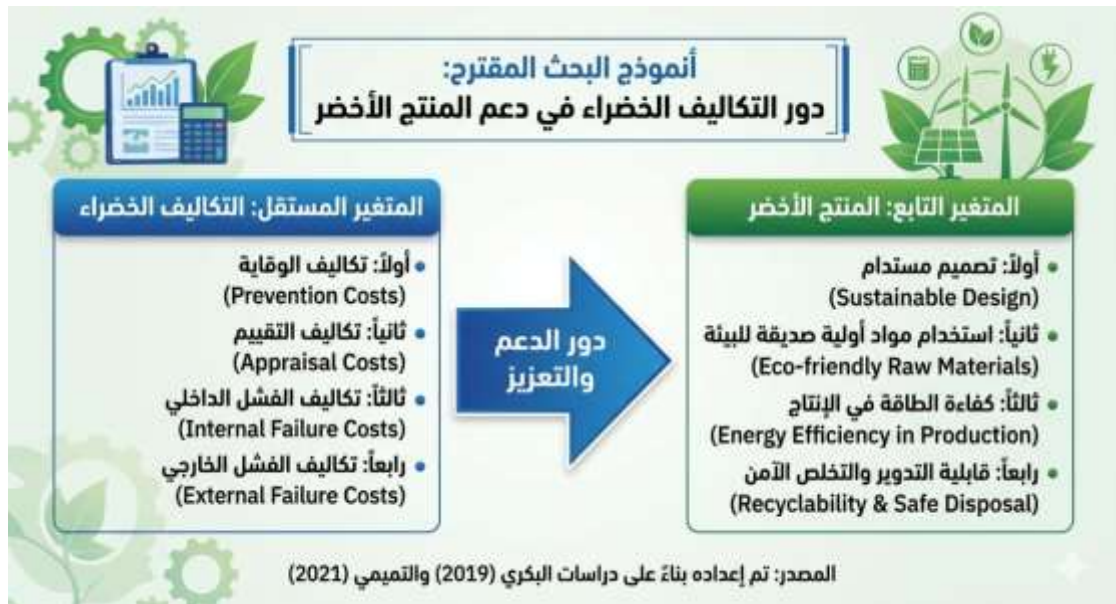 أنموذج البحث المقترح:
دور التكاليف الخضراء في دعم المنتج الأخضر
المتغير المستقل: التكاليف الخضراء
أولاً: تكاليف الوقاية
(Prevention Costs)
ثانياً: تكاليف التقييم
(Appraisal Costs)
ثالثاً: تكاليف الفشل الداخلي
(Internal Failure Costs)
رابعاً: تكاليف الفشل الخارجي
(External Failure Costs)
دور الدعم
والتعزيز
المتغير التابع: المنتج الأخضر
أولاً: تصميم مستدام
(Sustainable Design)
ثانياً: استخدام مواد أولية صديقة للبيئة
(Eco-friendly Raw Materials)
ثالثاً: كفاءة الطاقة في الإنتاج
(Energy Efficiency in Production)
رابعاً: قابلية التدوير والتخلص الآمن
(Recyclability & Safe Disposal)
المصدر: تم إعداده بناءً على دراسات البكري (2019) والتميمي (2021)